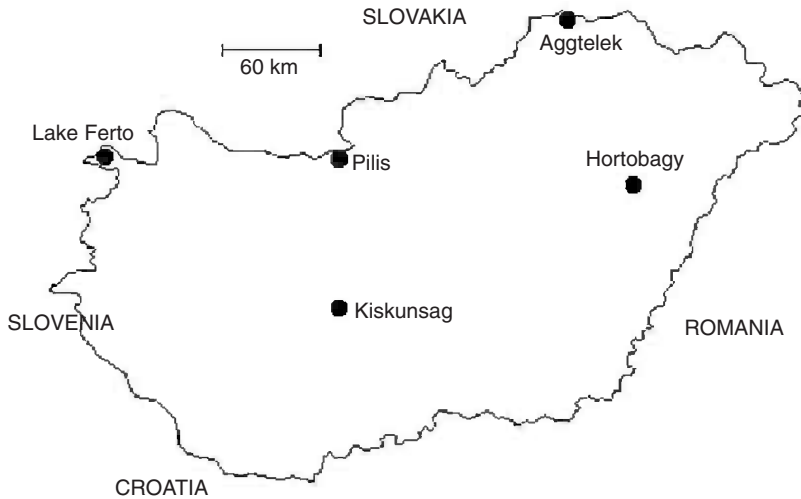 SLOVAKIA
Aggtelek
60 km
Lake Ferto
Pilis
Hortobagy
Kiskunsag
SLOVENIA
ROMANIA
CROATIA